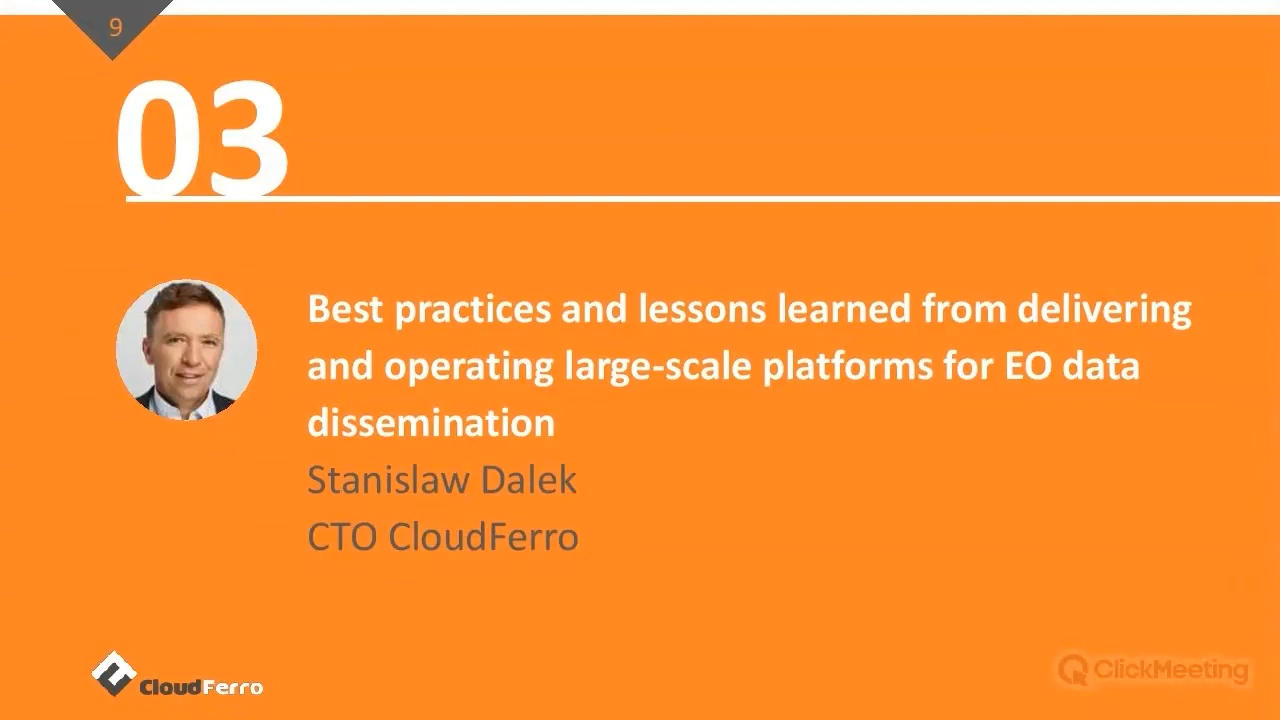 9
03
Best practices and lessons learned from delivering
and operating large-scale platforms for EO data
dissemination
Stanislaw Dalek
CTO CloudFerro
CloudFerro
ClickMeeting